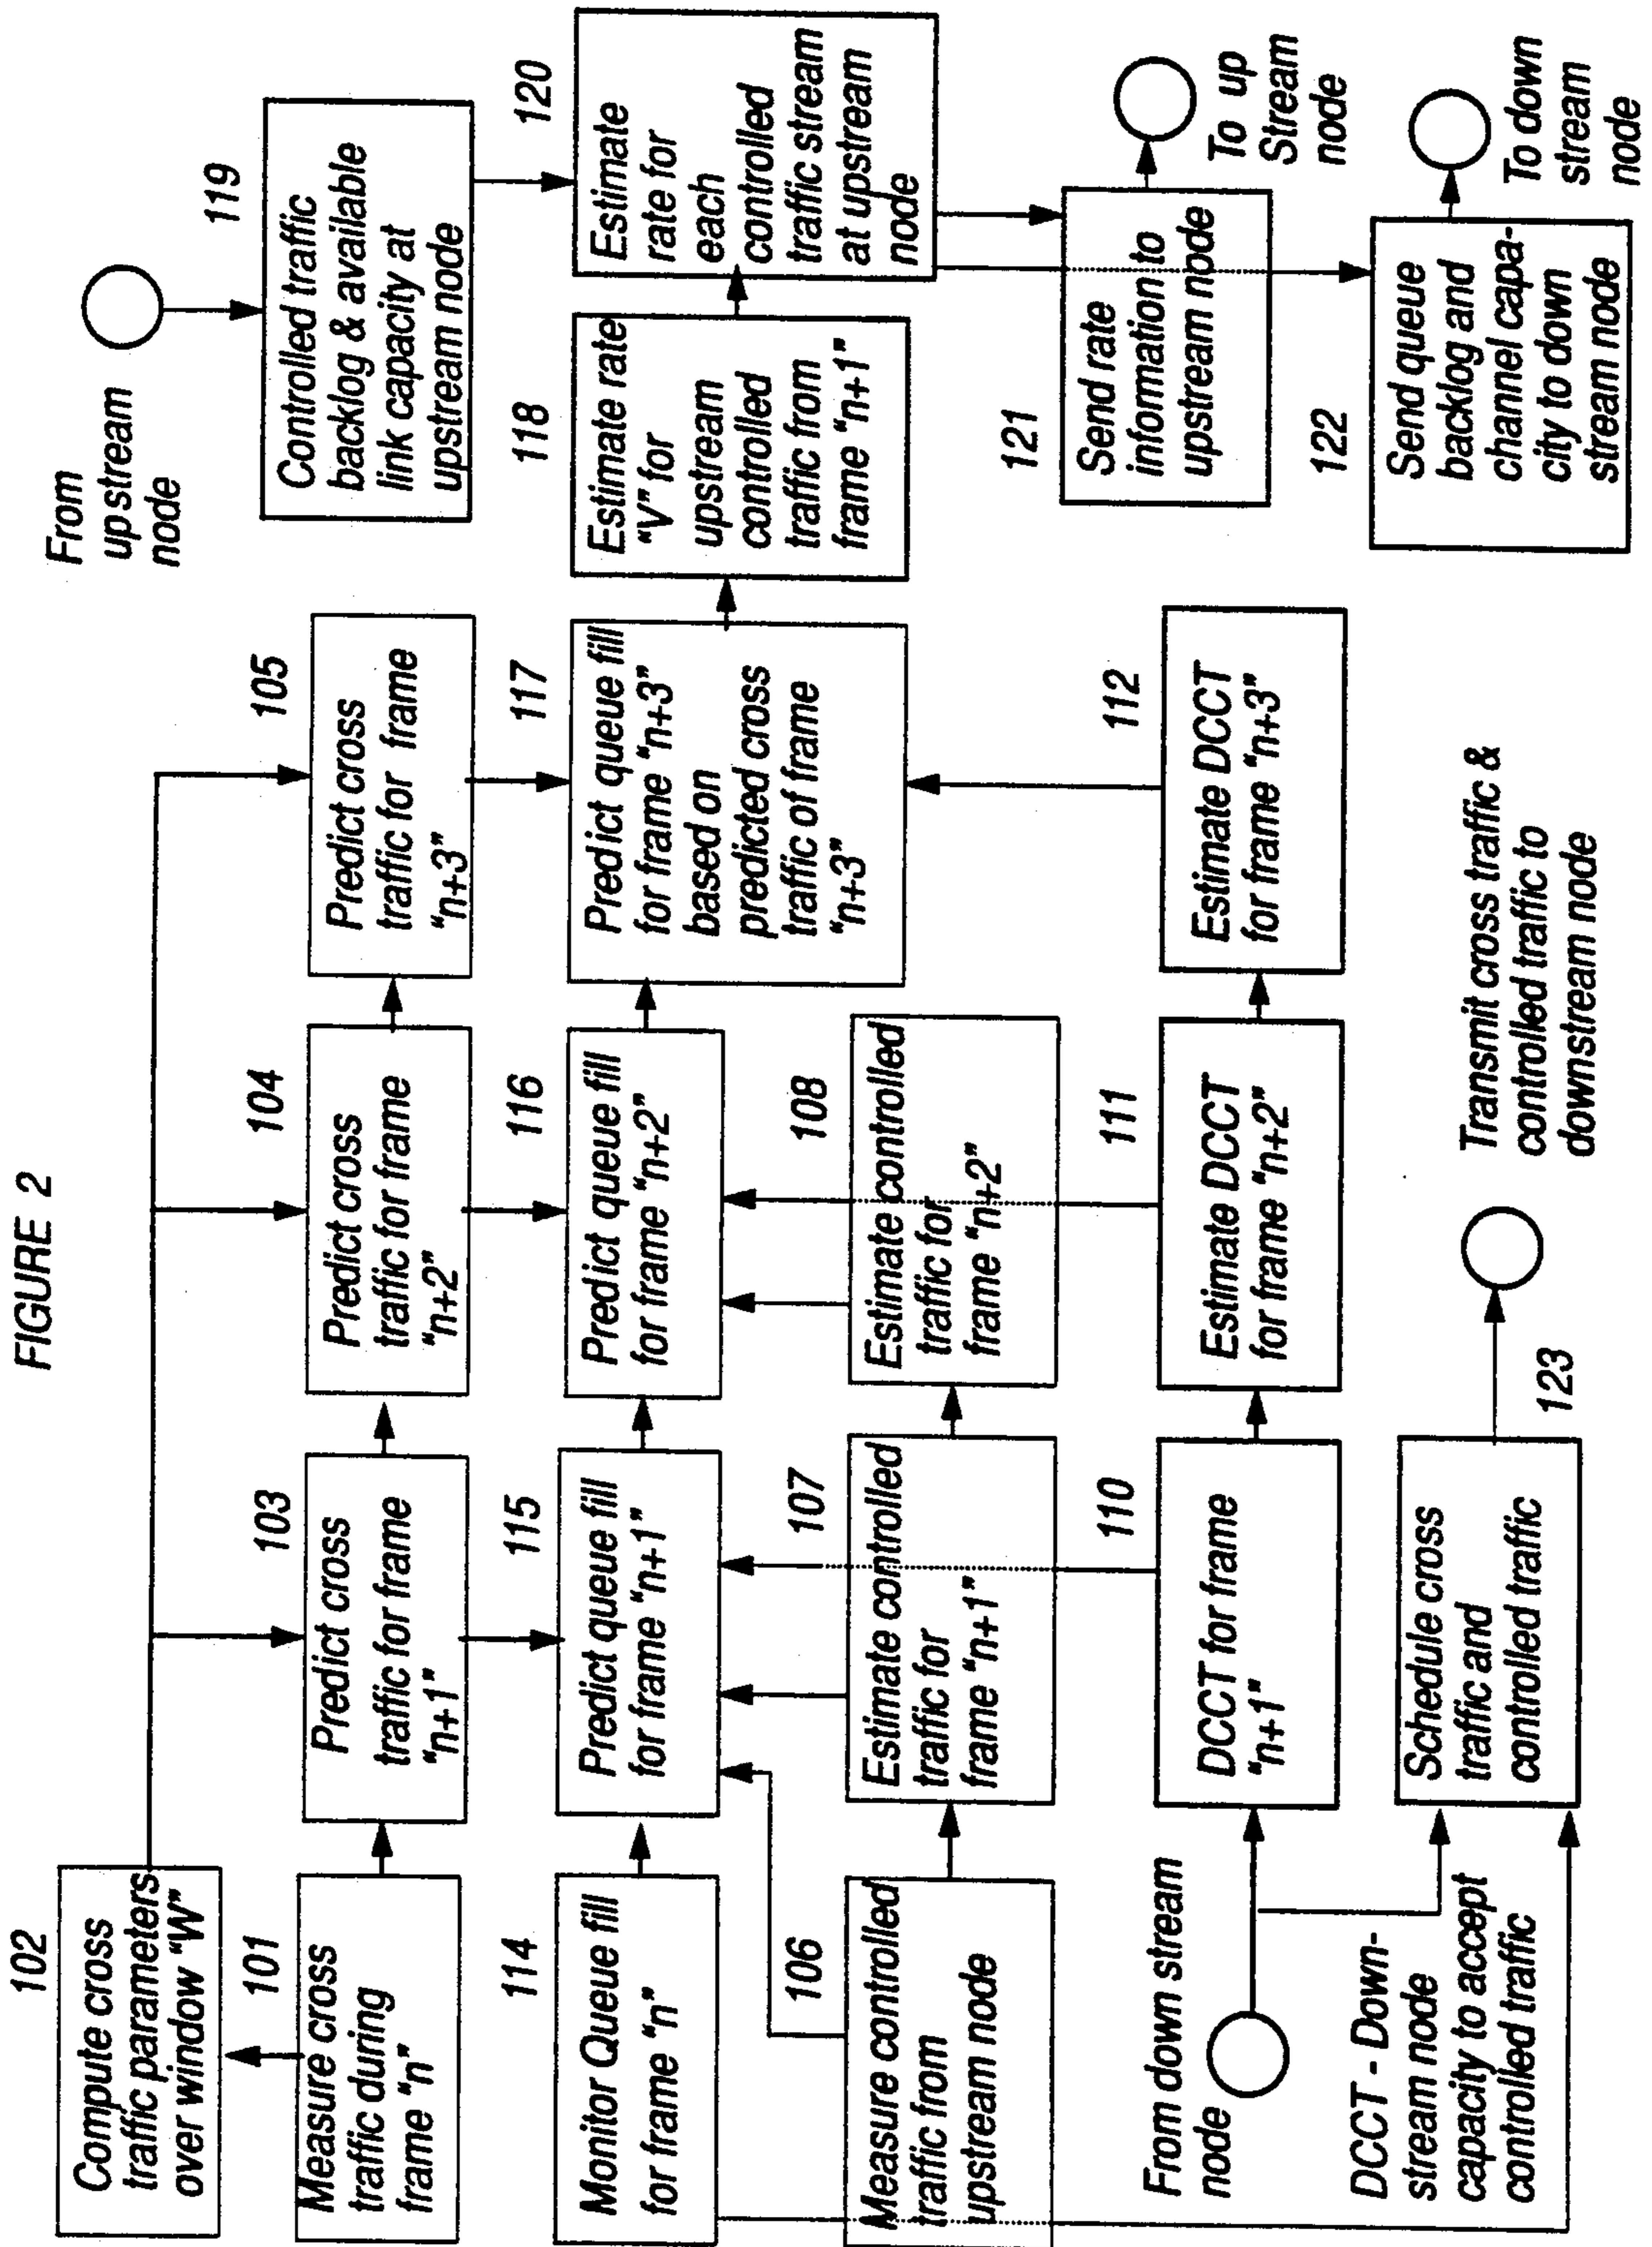 FIGURE 2
102
Compute cross
traffic parameters
over window "W"
101
Measure cross
traffic during
frame "n"
103
Predict cross
traffic for frame
"n+1"
104
Predict cross
traffic for frame
"n+2"
105
Predict cross
traffic for frame
"n+3"
From
upstream
node
119
Controlled traffic
backlog & available
link capacity at
upstream node
114
Monitor Queue fill
for frame "n"
115
Predict queue fill
for frame "n+1"
116
Predict queue fill
for frame "n+2"
117
Predict queue fill
for frame "n+3"
based on
predicted cross
traffic of frame
"n+3"
118
Estimate rate
"V" for
upstream
controlled
traffic from
frame "n+1"
120
Estimate
rate for
each
controlled
traffic stream
at upstream
node
106
Measure controlled
traffic from
upstream node
107
Estimate controlled
traffic for
frame "n+1"
108
Estimate controlled
traffic for
frame "n+2"
From down stream
node
110
DCCT for frame
"n+1"
111
Estimate DCCT
for frame "n+2"
112
Estimate DCCT
for frame "n+3"
121
Send rate
information to
upstream node
To up
Stream
node
DCCT - Down-
stream node
capacity to accept
controlled traffic
Schedule cross
traffic and
controlled traffic
123
Transmit cross traffic &
controlled traffic to
downstream node
122
Send queue
backlog and
channel capa-
city to down
stream node
To down
stream
node